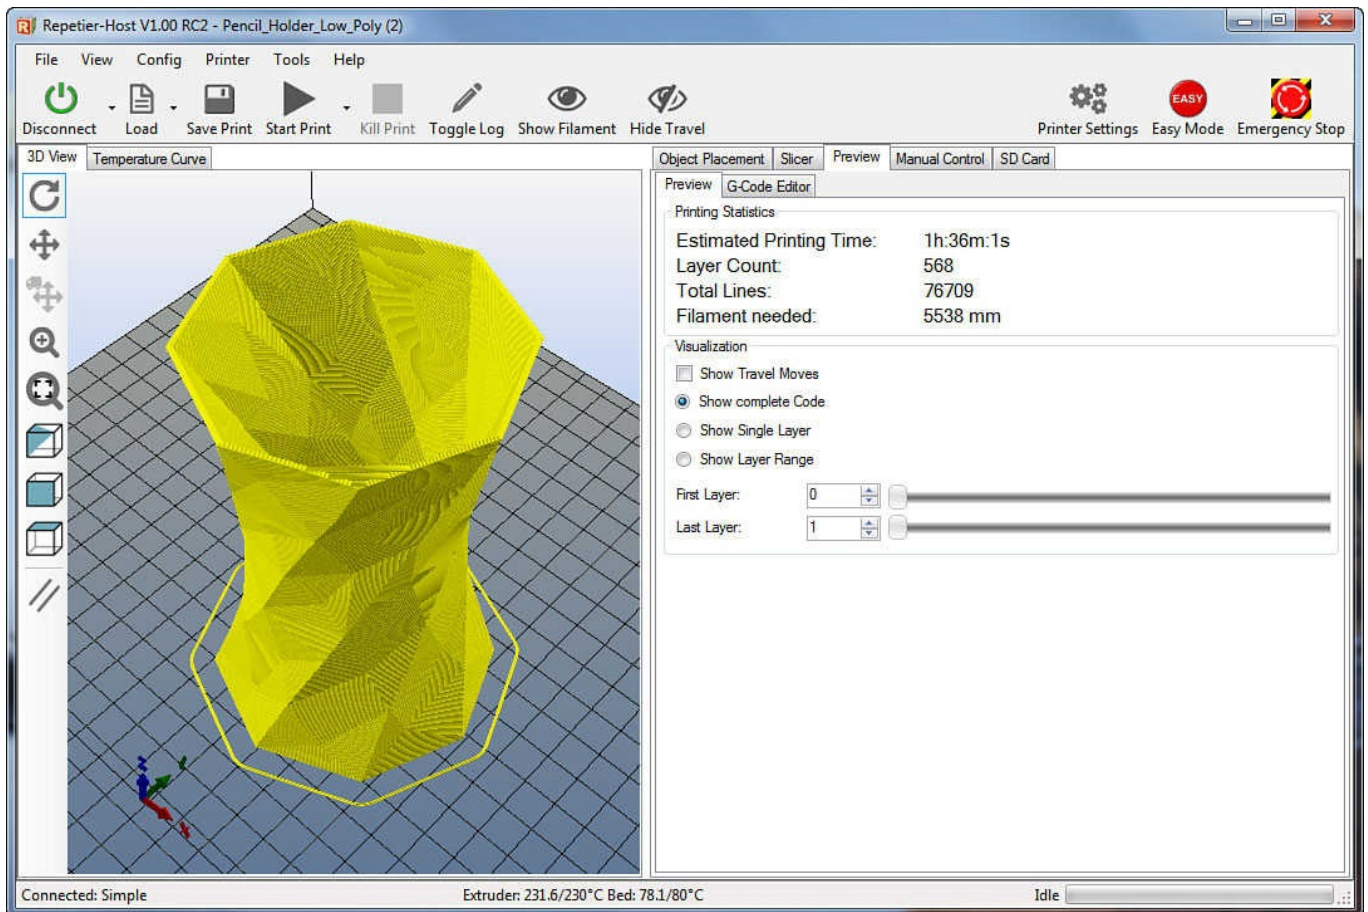 Repetier-Host V1.00 RC2 - Pencil_Holder_Low_Poly (2)
File View Config Printer Tools Help
Disconnect Load Save Print Start Print Kill Print Toggle Log Show Filament Hide Travel Printer Settings Easy Mode Emergency Stop
EASY
3D View Temperature Curve
Object Placement Slicer Preview Manual Control SD Card
Preview G-Code Editor
Printing Statistics
Estimated Printing Time: 1h:36m:1s
Layer Count: 568
Total Lines: 76709
Filament needed: 5538 mm
Visualization
Show Travel Moves
Show complete Code
Show Single Layer
Show Layer Range
First Layer: 0
Last Layer: 1
Z
Y
X
Connected: Simple Extruder: 231.6/230°C Bed: 78.1/80°C Idle